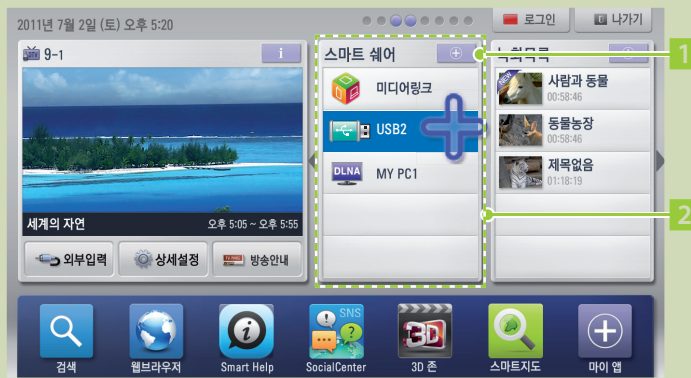 2011년 7월 2일 (토) 오후 5:20
로그인
나가기
9-1
i
스마트 쉐어
녹화목록
1
미디어링크
USB2
DLNA
MY PC1
NEW
사람과 동물
00:58:46
동물농장
00:58:46
제목없음
01:18:19
2
세계의 자연
오후 5:05 ~ 오후 5:55
외부입력
상세설정
방송안내
SNS
3D
검색
웹브라우저
Smart Help
SocialCenter
3D 존
스마트지도
마이 앱